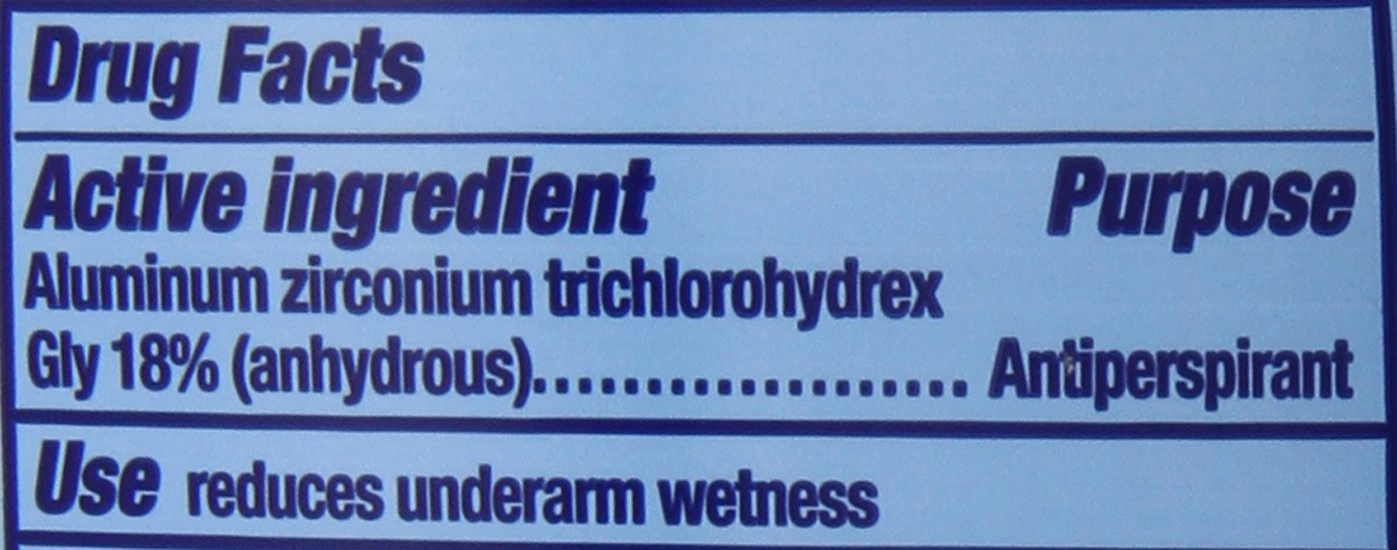 Drug Facts
Active ingredient Purpose
Aluminum zirconium trichlorohydrex
Gly 18% (anhydrous)................... Antiperspirant
Use reduces underarm wetness